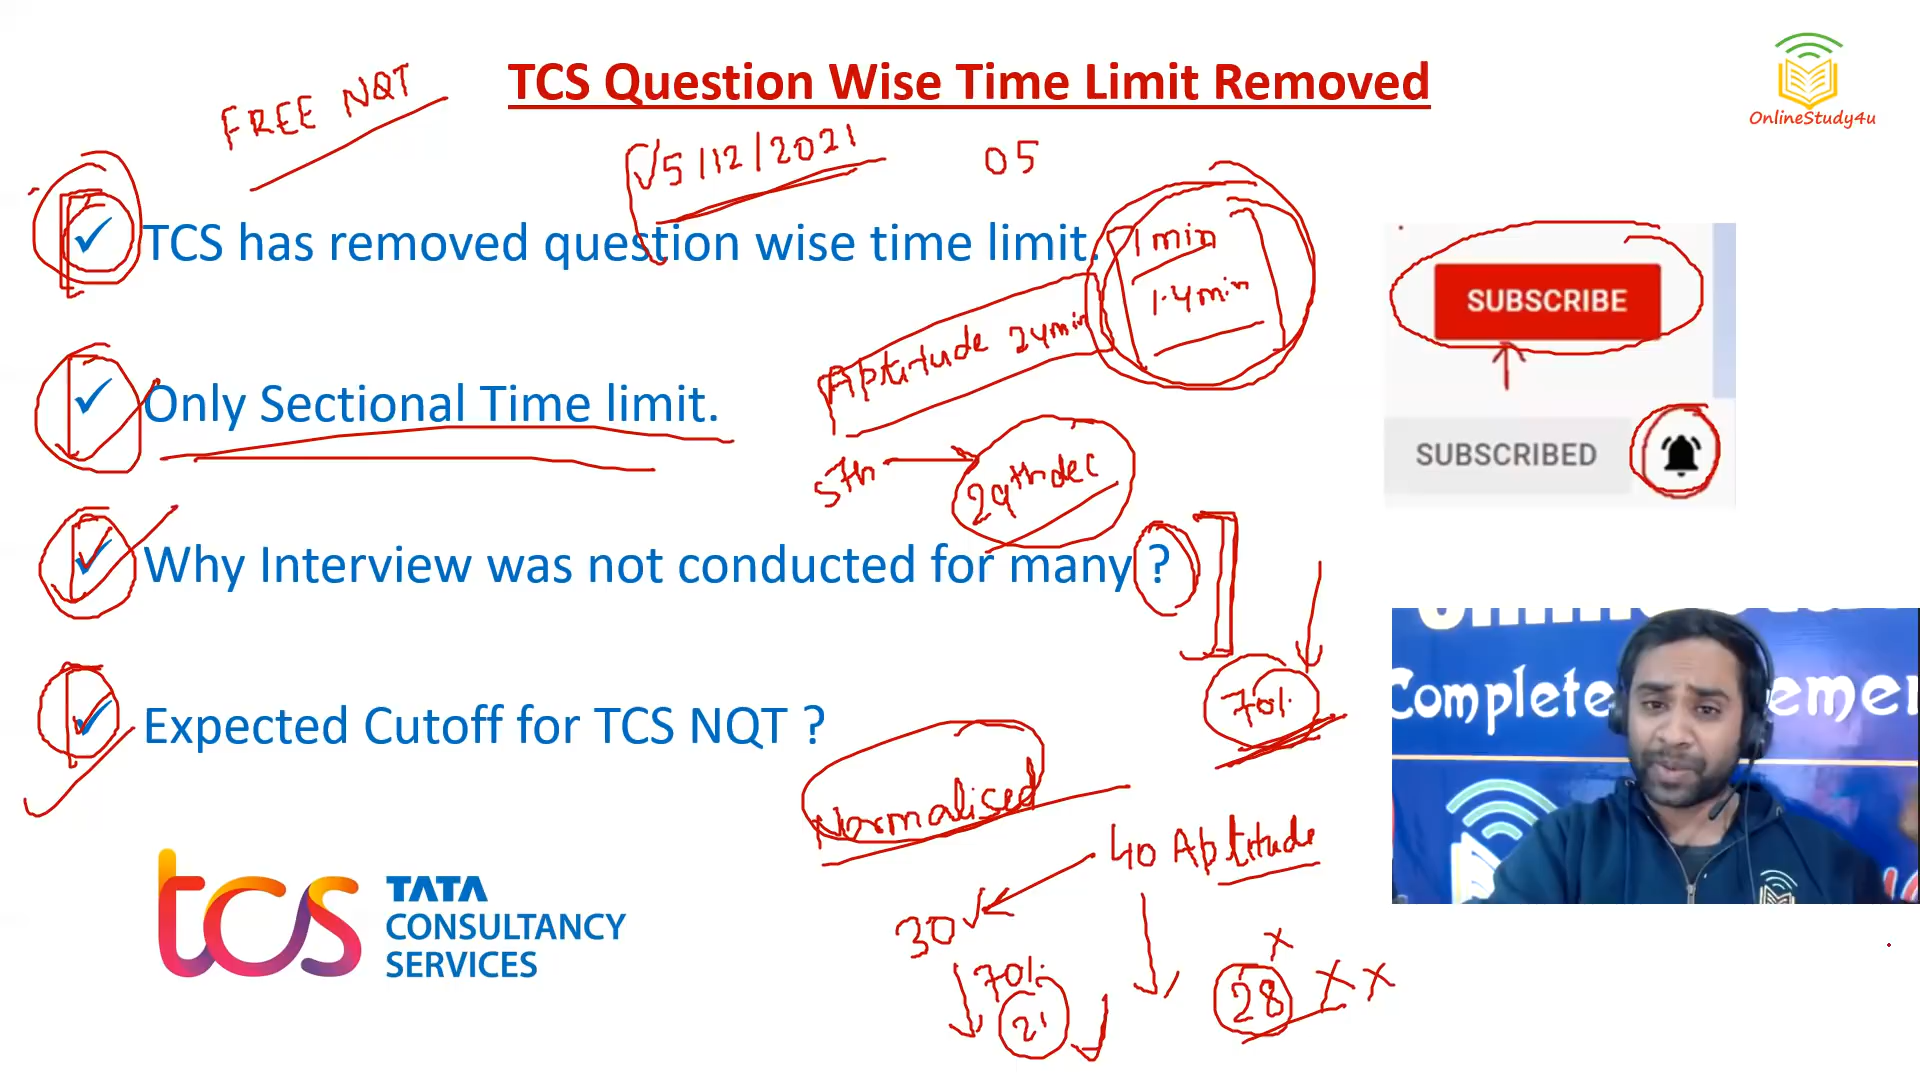 TCS Question Wise Time Limit Removed
OnlineStudy4u
FREE NQT
5/12/2021
05
TCS has removed question wise time limit.
1 min
1.4 min
SUBSCRIBE
Aptitude 24 min
Only Sectional Time limit.
5th
29th dec
SUBSCRIBED
Why Interview was not conducted for many ?
70%
Complete
Expected Cutoff for TCS NQT ?
Normalised
40 Aptitude
tcs
TATA
CONSULTANCY
SERVICES
30
70%
21
28